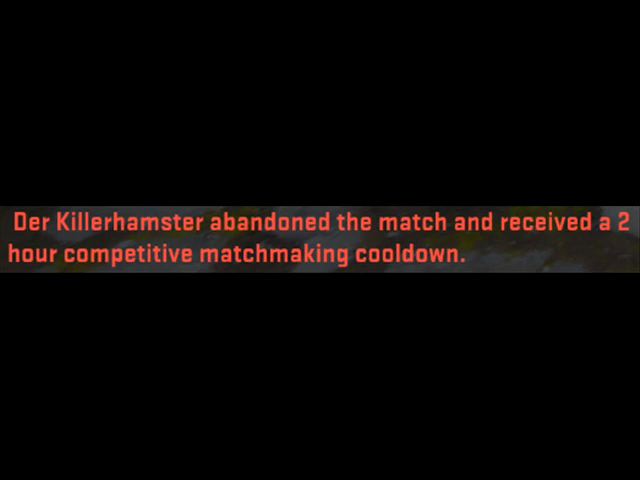 Der Killerhamster abandoned the match and received a 2
hour competitive matchmaking cooldown.